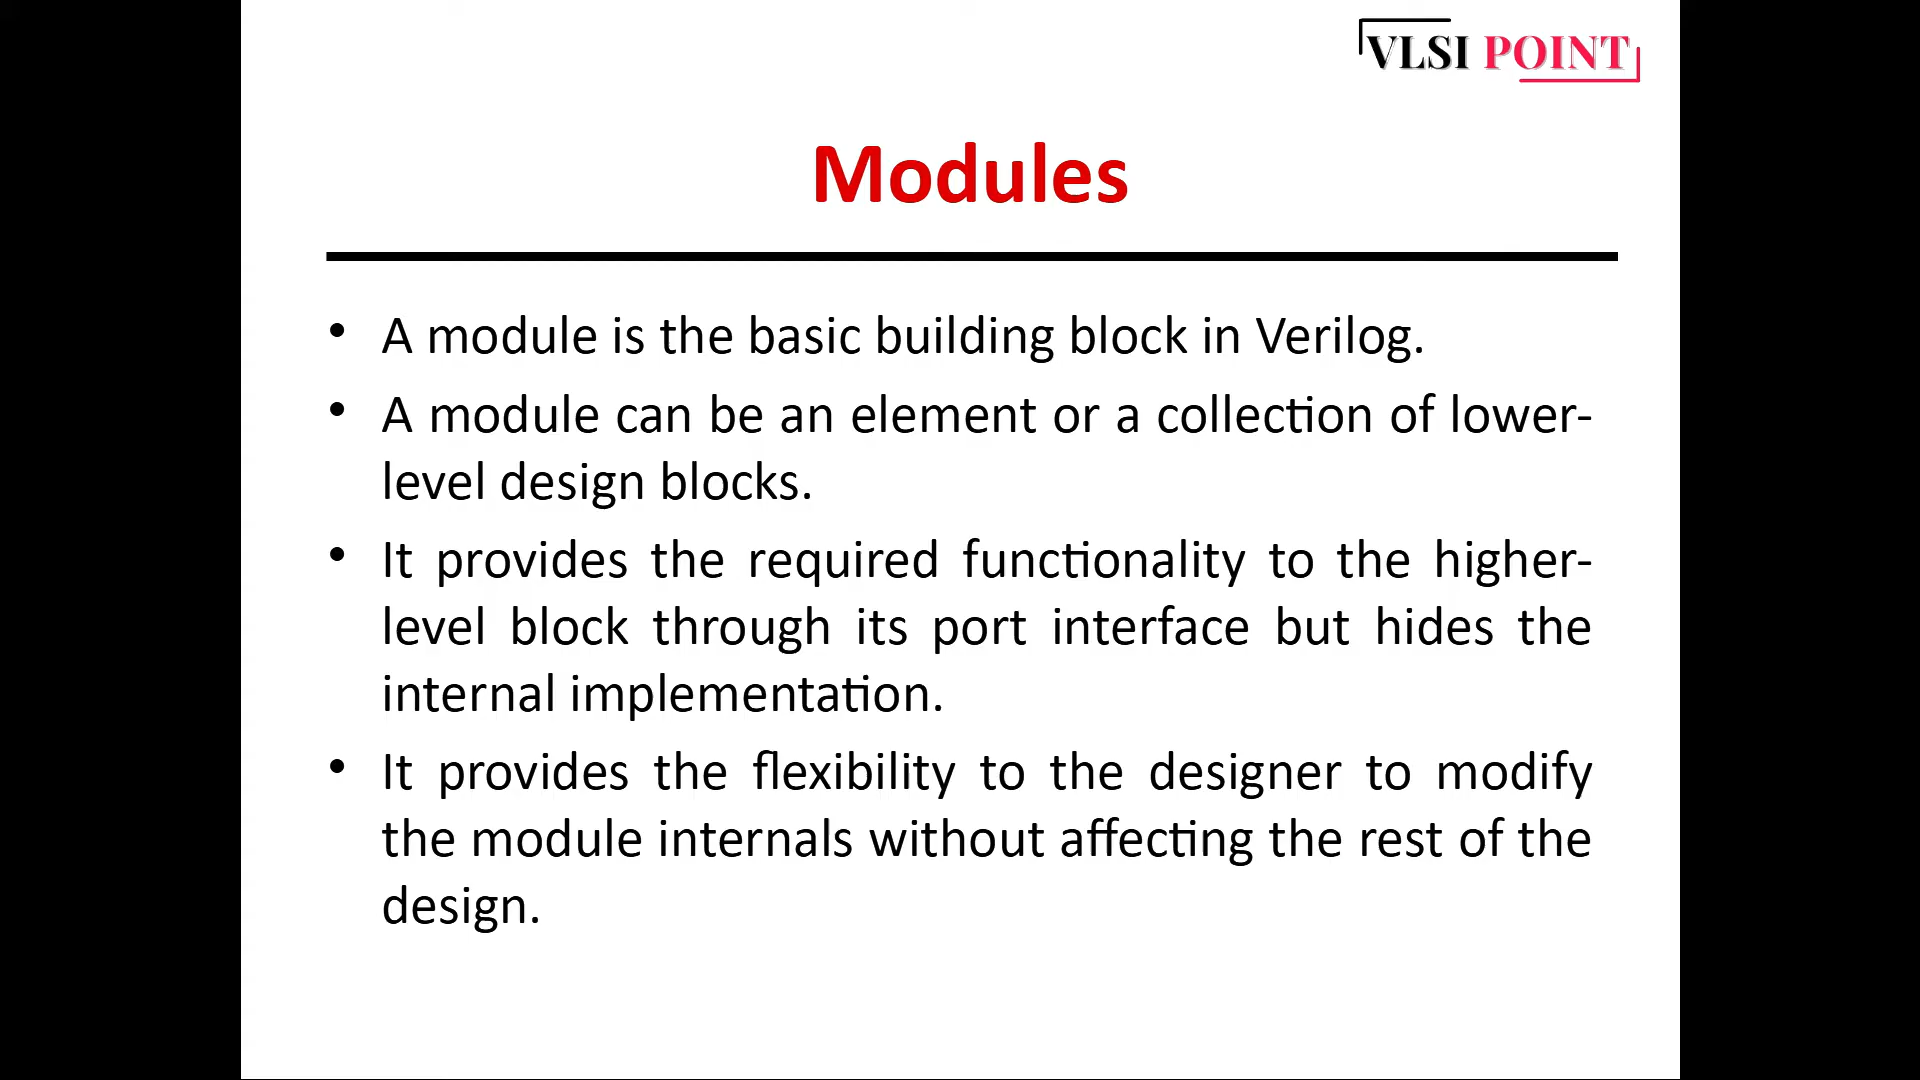 VLSI POINT
Modules
• A module is the basic building block in Verilog.
• A module can be an element or a collection of lower-
level design blocks.
• It provides the required functionality to the higher-
level block through its port interface but hides the
internal implementation.
• It provides the flexibility to the designer to modify
the module internals without affecting the rest of the
design.